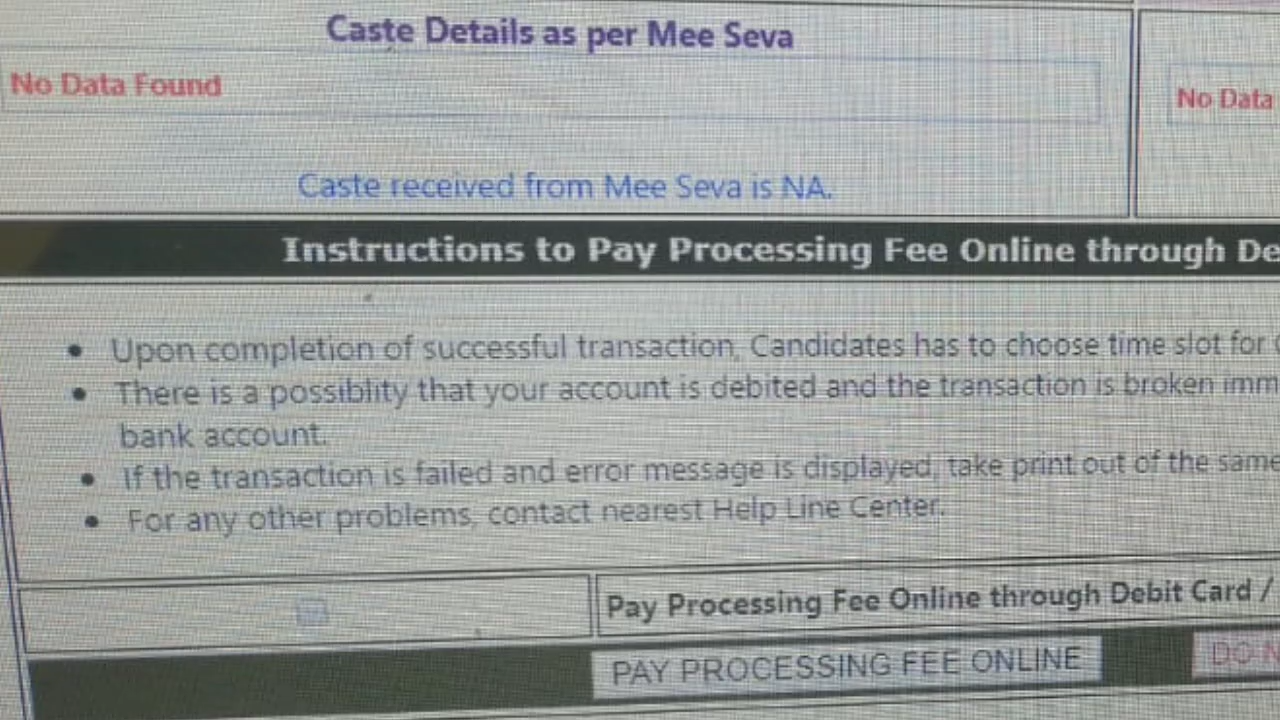 Caste Details as per Mee Seva
No Data Found
No Data
Caste received from Mee Seva is NA.
Instructions to Pay Processing Fee Online through De
• Upon completion of successful transaction, Candidates has to choose time slot for
• There is a possiblity that your account is debited and the transaction is broken imm
bank account.
• If the transaction is failed and error message is displayed, take print out of the same
• For any other problems, contact nearest Help Line Center.
Pay Processing Fee Online through Debit Card /
PAY PROCESSING FEE ONLINE
DO N